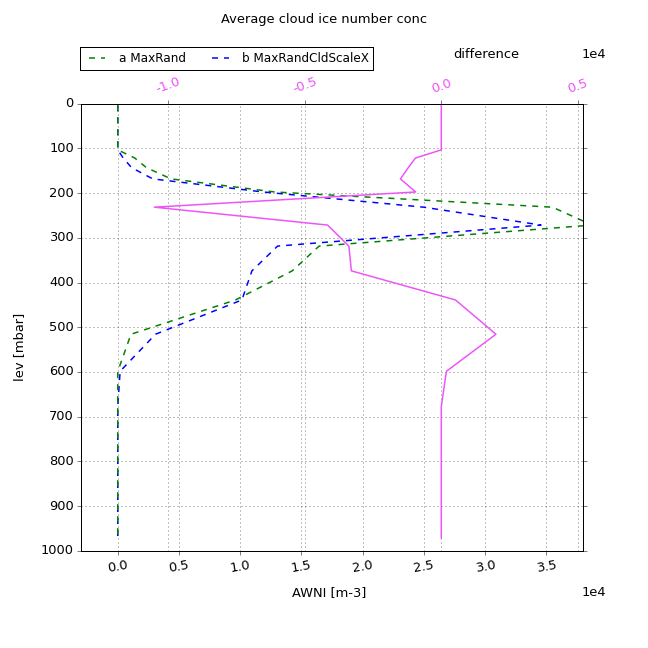 Average cloud ice number conc
a MaxRand b MaxRandCldScaleX
difference 1e4
-1.0 -0.5 0.0 0.5
0
100
200
300
400
500
600
700
800
900
1000
lev [mbar]
0.0 0.5 1.0 1.5 2.0 2.5 3.0 3.5
AWNI [m-3] 1e4